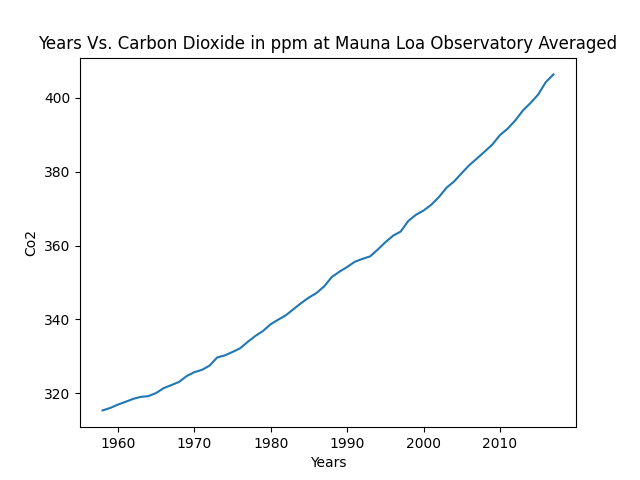 Years Vs. Carbon Dioxide in ppm at Mauna Loa Observatory Averaged
400
380
360
340
320
Co2
1960 1970 1980 1990 2000 2010
Years